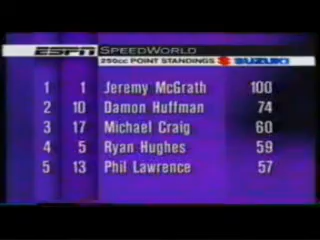 ESPN SPEEDWORLD
250CC POINT STANDINGS SUZUKI
1 1 Jeremy McGrath 100
2 10 Damon Huffman 74
3 17 Michael Craig 60
4 5 Ryan Hughes 59
5 13 Phil Lawrence 57